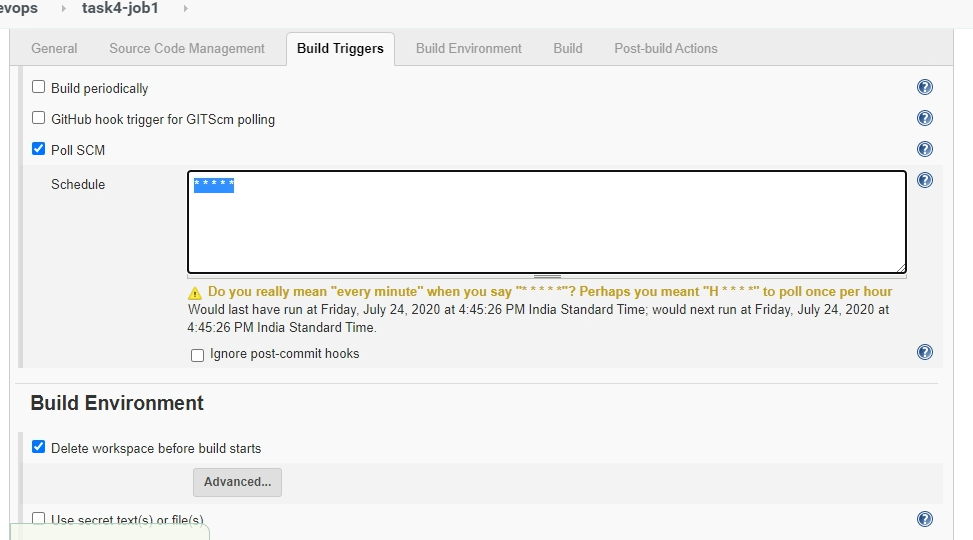 evops › task4-job1 ›
General Source Code Management Build Triggers Build Environment Build Post-build Actions
Build periodically
GitHub hook trigger for GITScm polling
Poll SCM
Schedule
* * * * *
Do you really mean "every minute" when you say "* * * * *"? Perhaps you meant "H * * * *" to poll once per hour
Would last have run at Friday, July 24, 2020 at 4:45:26 PM India Standard Time; would next run at Friday, July 24, 2020 at
4:45:26 PM India Standard Time.
Ignore post-commit hooks
Build Environment
Delete workspace before build starts
Advanced...
Use secret text(s) or file(s)